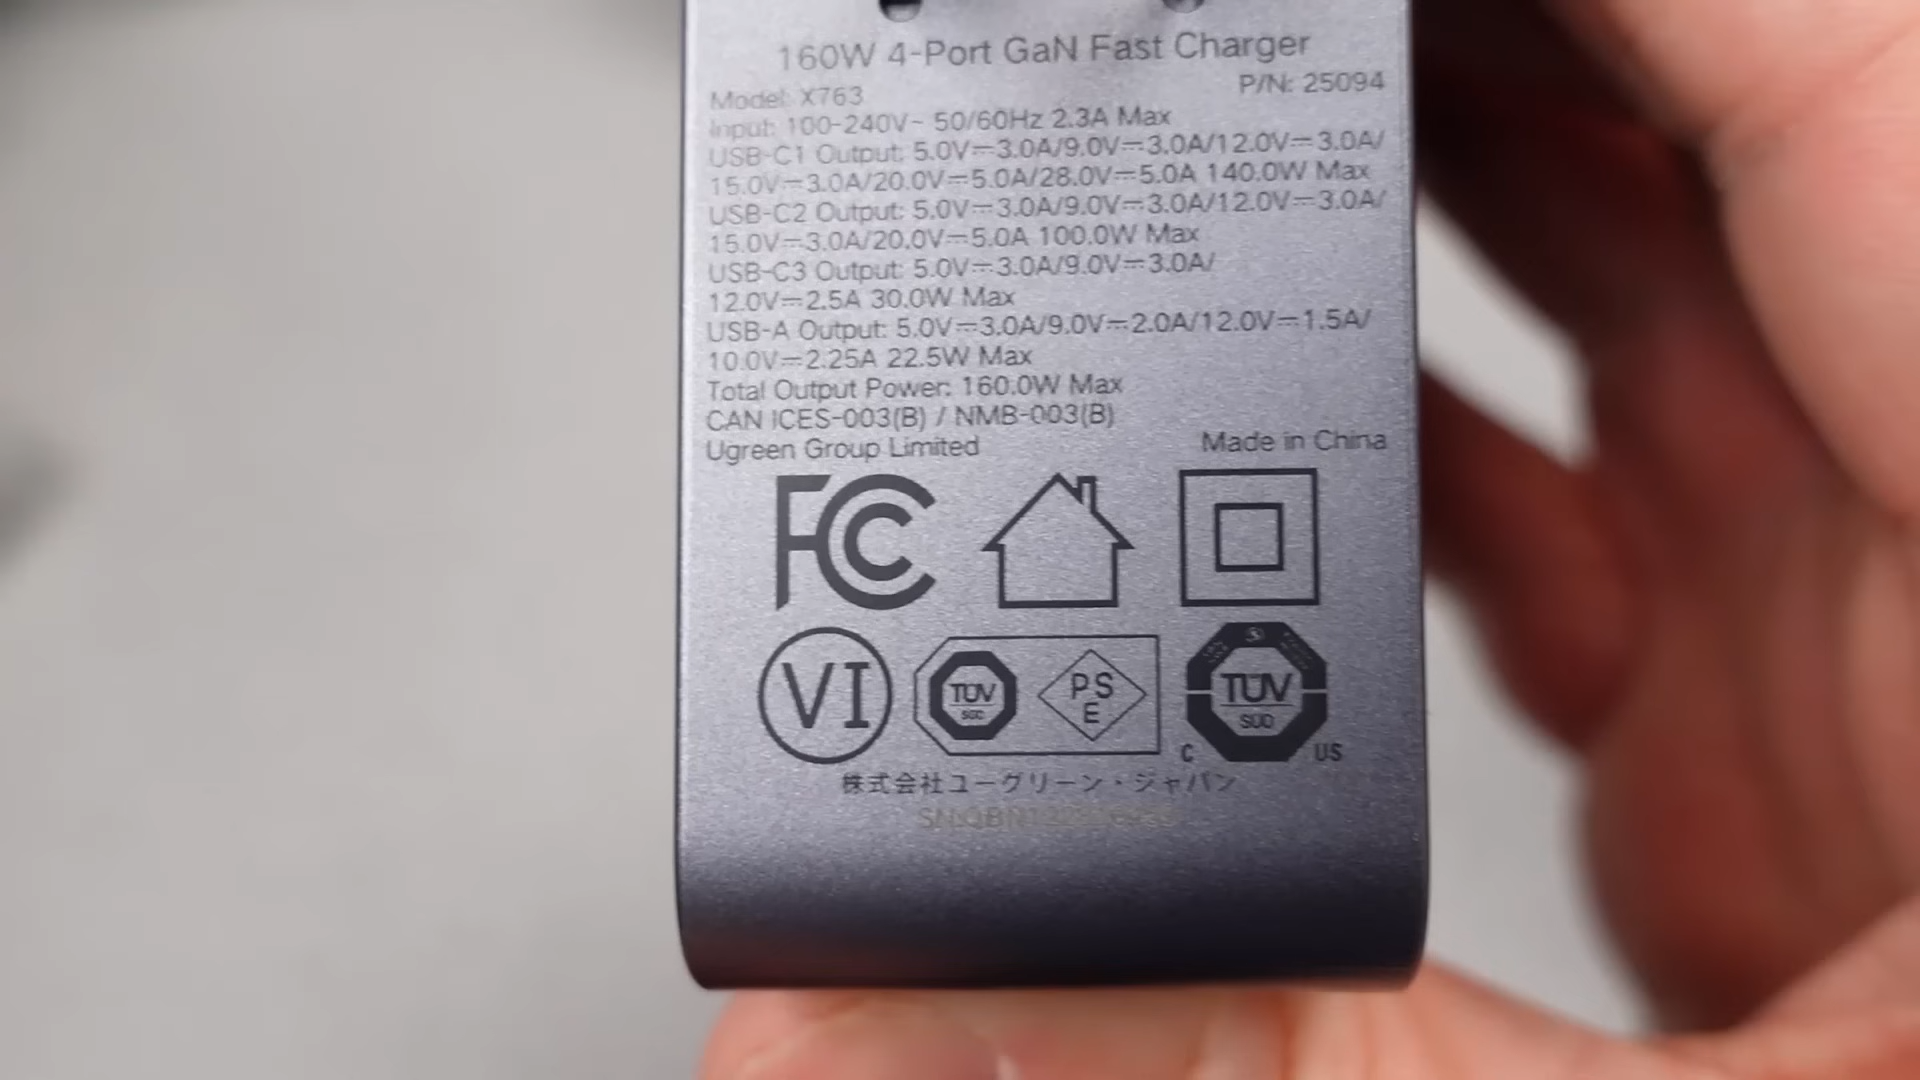 160W 4-Port GaN Fast Charger
Model: X763 P/N: 25094
Input: 100-240V~ 50/60Hz 2.3A Max
USB-C1 Output: 5.0V⎓3.0A/9.0V⎓3.0A/12.0V⎓3.0A/
15.0V⎓3.0A/20.0V⎓5.0A/28.0V⎓5.0A 140.0W Max
USB-C2 Output: 5.0V⎓3.0A/9.0V⎓3.0A/12.0V⎓3.0A/
15.0V⎓3.0A/20.0V⎓5.0A 100.0W Max
USB-C3 Output: 5.0V⎓3.0A/9.0V⎓3.0A/
12.0V⎓2.5A 30.0W Max
USB-A Output: 5.0V⎓3.0A/9.0V⎓2.0A/12.0V⎓1.5A/
10.0V⎓2.25A 22.5W Max
Total Output Power: 160.0W Max
CAN ICES-003(B) / NMB-003(B)
Ugreen Group Limited Made in China
FC
VI
TÜV
PS
E
TÜV
SÜD
C US
株式会社ユーグリーン・ジャパン